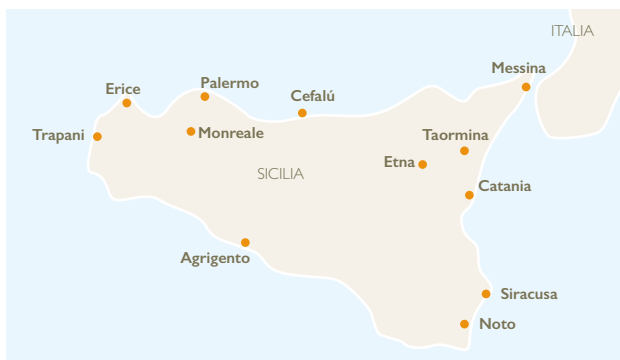 ITALIA
Messina
Palermo
Erice
Cefalú
Trapani
Monreale
Taormina
Etna
SICILIA
Catania
Agrigento
Siracusa
Noto